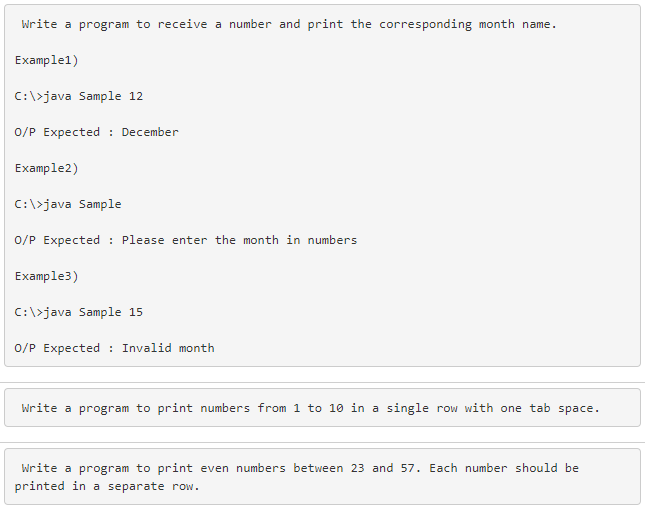 Write a program to receive a number and print the corresponding month name.
Example1)
C:\>java Sample 12
O/P Expected : December
Example2)
C:\>java Sample
O/P Expected : Please enter the month in numbers
Example3)
C:\>java Sample 15
O/P Expected : Invalid month
Write a program to print numbers from 1 to 10 in a single row with one tab space.
Write a program to print even numbers between 23 and 57. Each number should be
printed in a separate row.